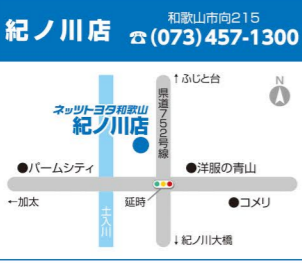 紀ノ川店
和歌山市向215
☎(073)457-1300
↑ふじと台
N
県道752号線
ネッツトヨタ和歌山
紀ノ川店
●パームシティ
●洋服の青山
←加太
土入川
延時
●コメリ
↓紀ノ川大橋